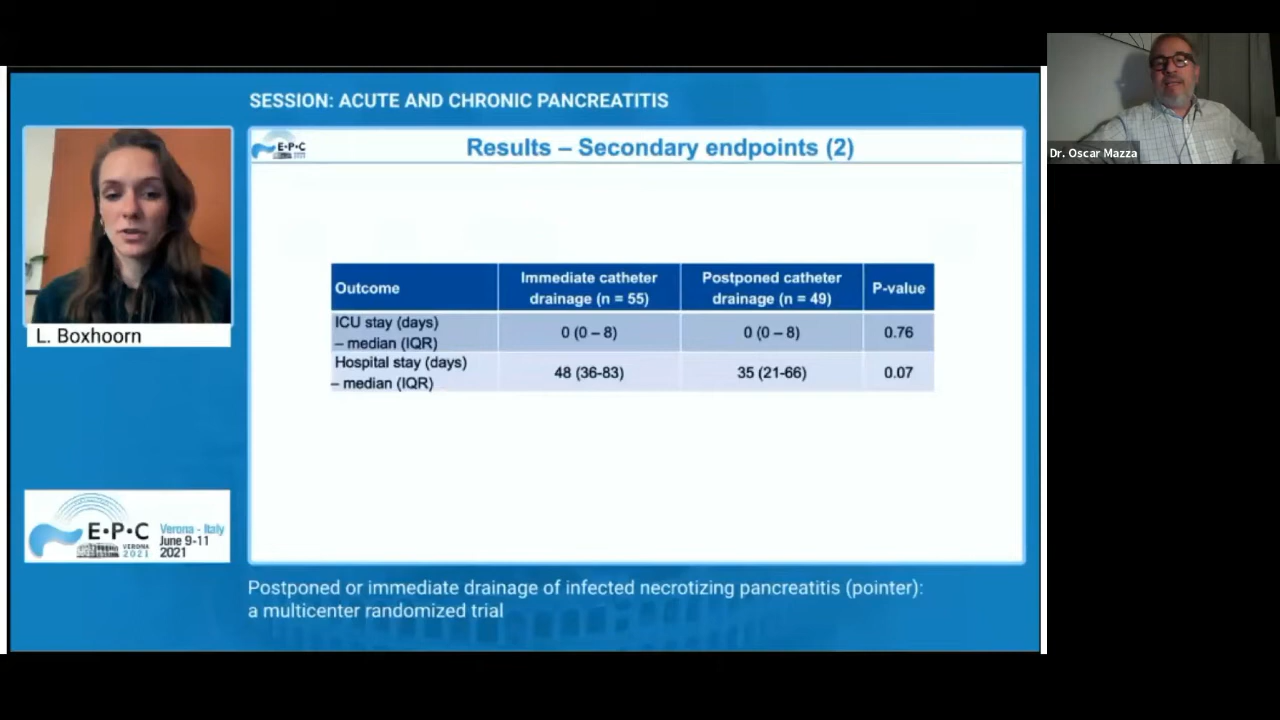 SESSION: ACUTE AND CHRONIC PANCREATITIS
E•P•C
Results – Secondary endpoints (2)
Outcome
Immediate catheter
drainage (n = 55)
Postponed catheter
drainage (n = 49)
P-value
ICU stay (days)
– median (IQR)
0 (0 – 8)
0 (0 – 8)
0.76
Hospital stay (days)
– median (IQR)
48 (36-83)
35 (21-66)
0.07
L. Boxhoorn
E•P•C
VERONA
2021
Verona - Italy
June 9-11
2021
Postponed or immediate drainage of infected necrotizing pancreatitis (pointer):
a multicenter randomized trial
Dr. Oscar Mazza